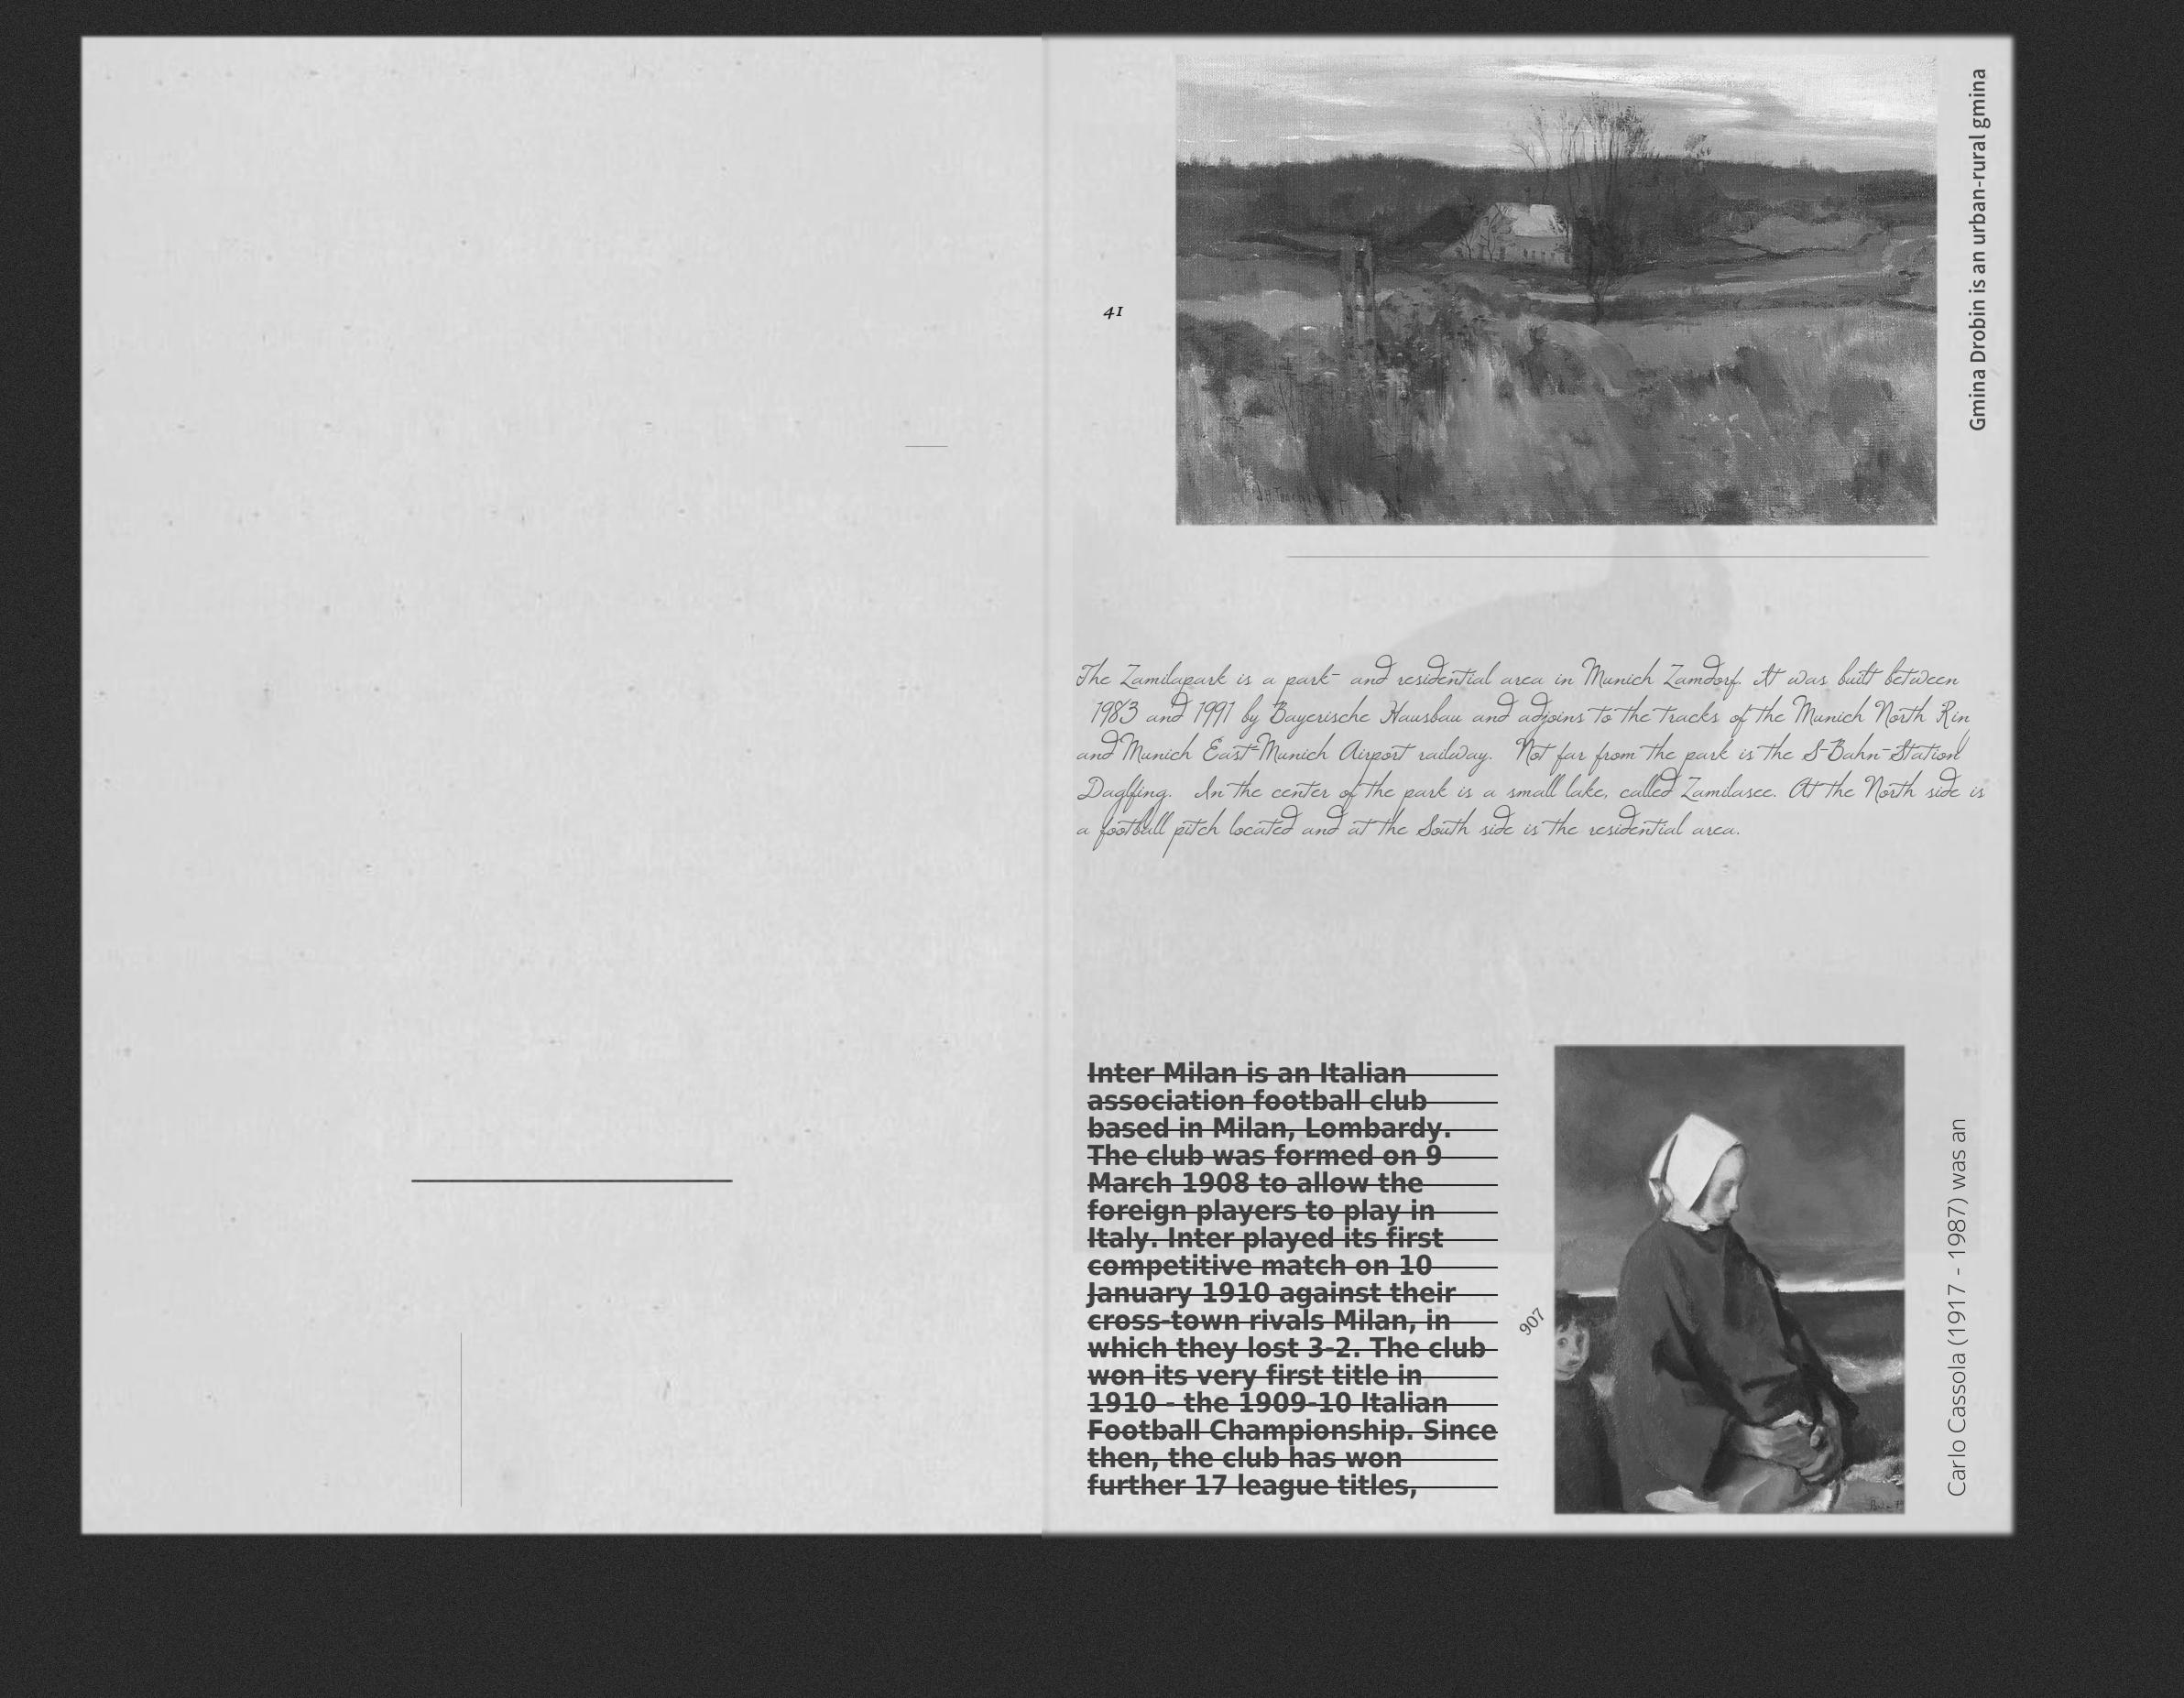 41
Gmina Drobin is an urban-rural gmina
The Zamilapark is a park- and residential area in Munich Zamdorf. It was built between
1983 and 1991 by Bayerische Hausbau and adjoins to the tracks of the Munich North Rin
and Munich East-Munich Airport railway. Not far from the park is the S-Bahn-Station
Daglfing. In the center of the park is a small lake, called Zamilasee. At the North side is
a football pitch located and at the South side is the residential area.
Inter Milan is an Italian
association football club
based in Milan, Lombardy.
The club was formed on 9
March 1908 to allow the
foreign players to play in
Italy. Inter played its first
competitive match on 10
January 1910 against their
cross-town rivals Milan, in
which they lost 3-2. The club
won its very first title in
1910 - the 1909-10 Italian
Football Championship. Since
then, the club has won
further 17 league titles,
907
Carlo Cassola (1917 - 1987) was an